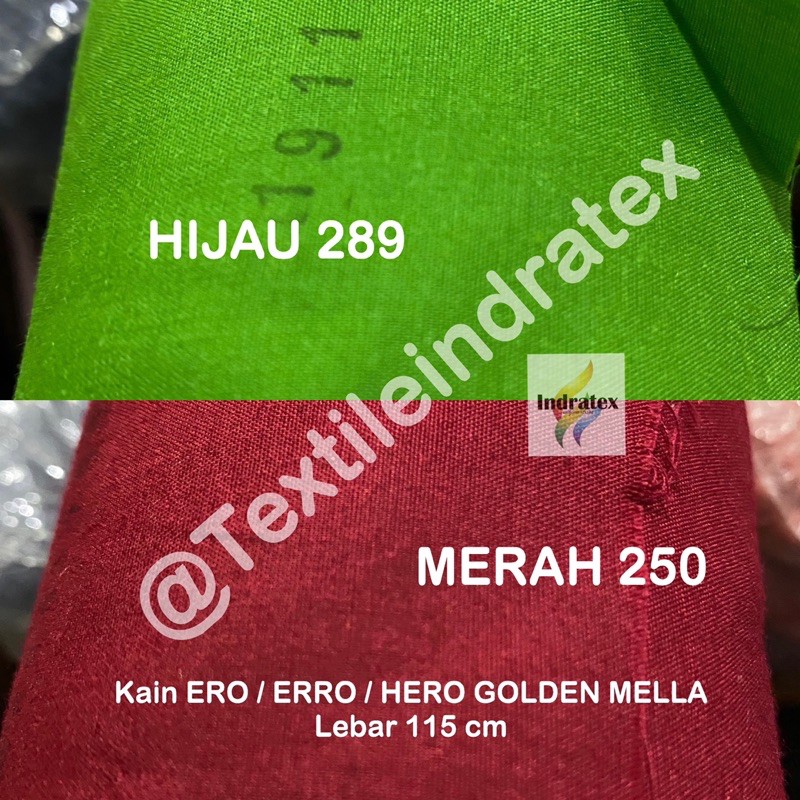 1911
HIJAU 289
@Textileindratex
Indratex
MERAH 250
Kain ERO / ERRO / HERO GOLDEN MELLA
Lebar 115 cm